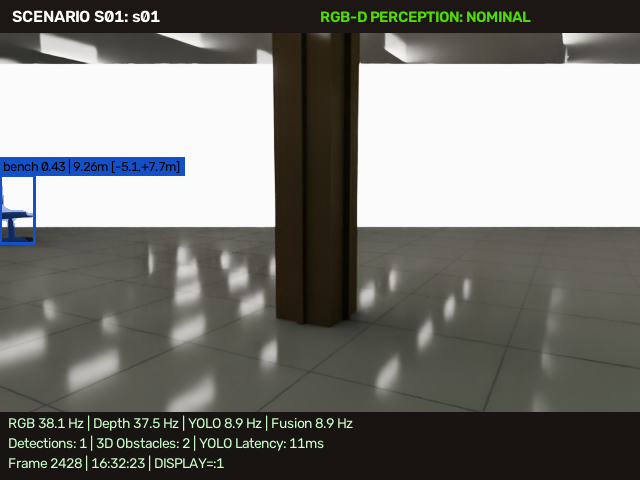 SCENARIO S01: s01
RGB-D PERCEPTION: NOMINAL
bench 0.43 | 9.26m [-5.1,+7.7m]
RGB 38.1 Hz | Depth 37.5 Hz | YOLO 8.9 Hz | Fusion 8.9 Hz
Detections: 1 | 3D Obstacles: 2 | YOLO Latency: 11ms
Frame 2428 | 16:32:23 | DISPLAY=:1